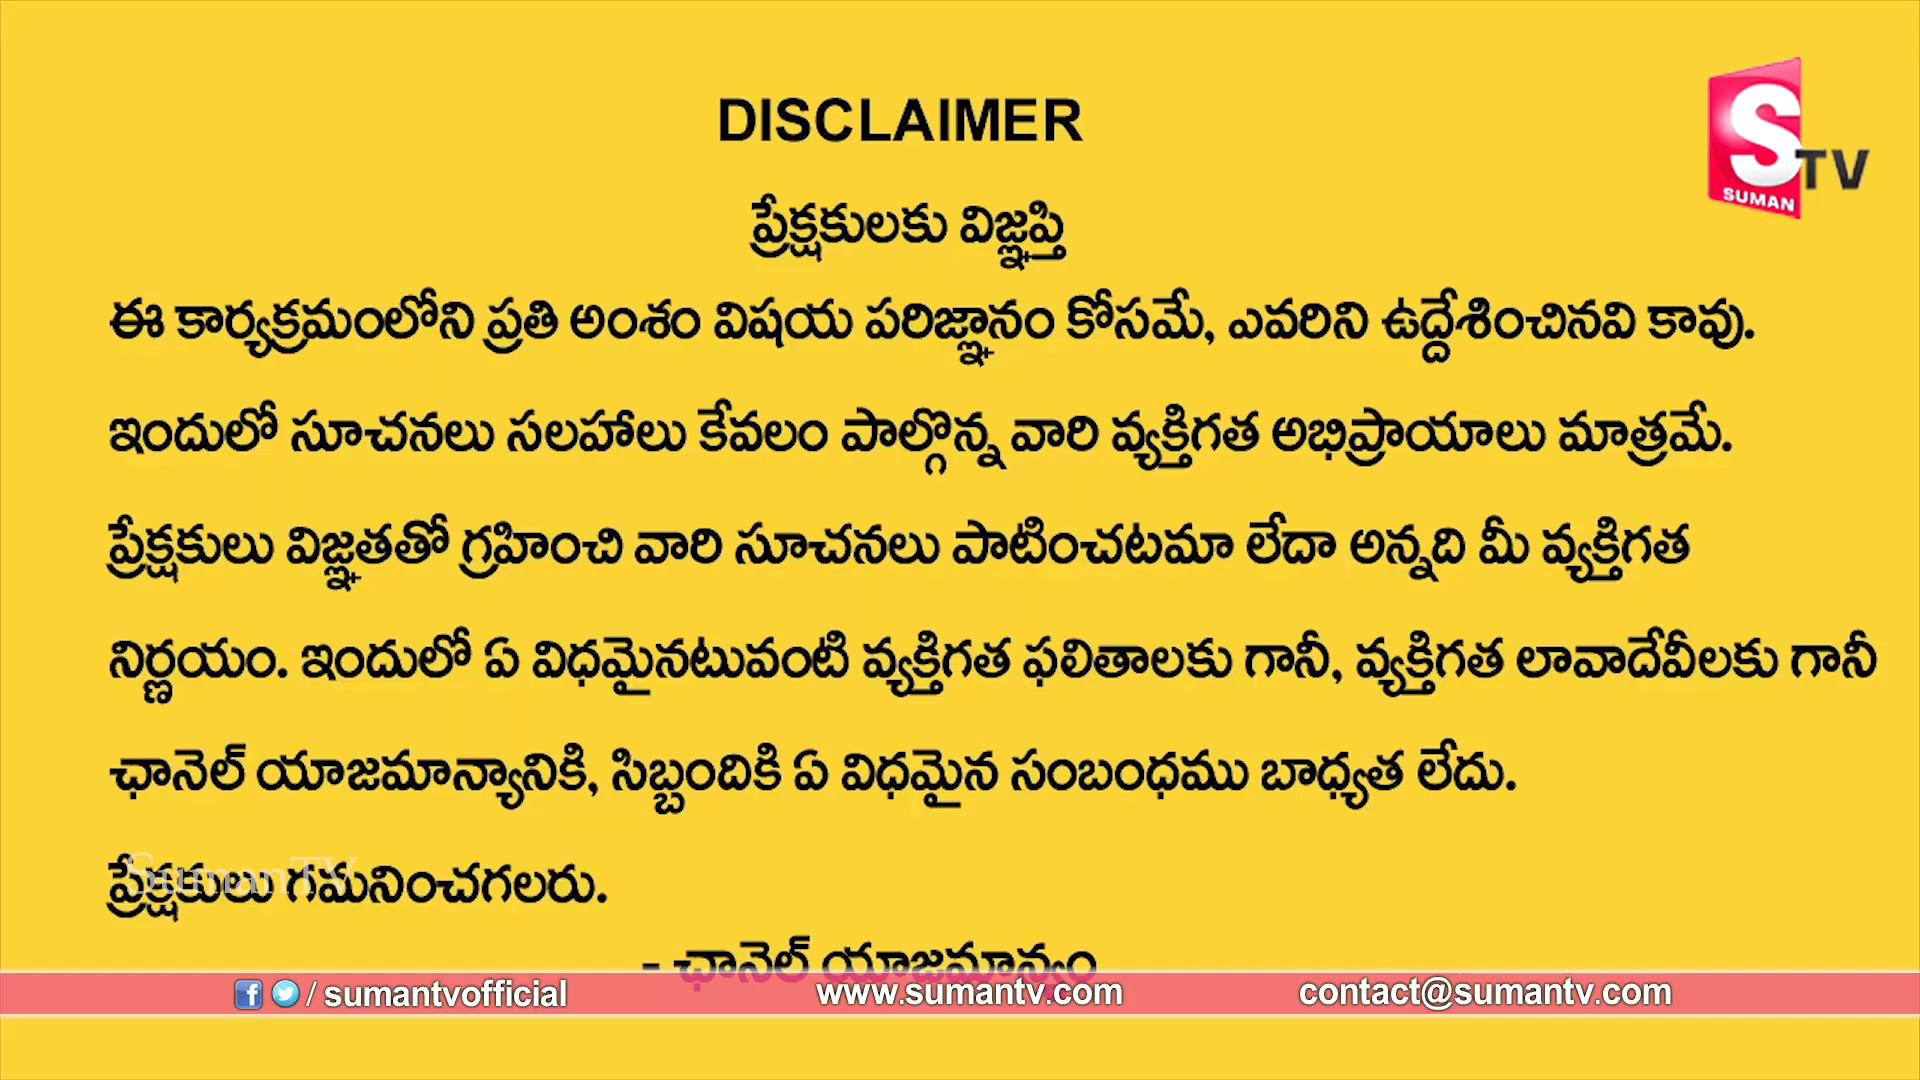 DISCLAIMER
S
TV
SUMAN
ప్రేక్షకులకు విజ్ఞప్తి
ఈ కార్యక్రమంలోని ప్రతి అంశం విషయ పరిజ్ఞానం కోసమే, ఎవరిని ఉద్దేశించినవి కావు.
ఇందులో సూచనలు సలహాలు కేవలం పాల్గొన్న వారి వ్యక్తిగత అభిప్రాయాలు మాత్రమే.
ప్రేక్షకులు విజ్ఞతతో గ్రహించి వారి సూచనలు పాటించటమా లేదా అన్నది మీ వ్యక్తిగత
నిర్ణయం. ఇందులో ఏ విధమైనటువంటి వ్యక్తిగత ఫలితాలకు గానీ, వ్యక్తిగత లావాదేవీలకు గానీ
ఛానెల్ యాజమాన్యానికి, సిబ్బందికి ఏ విధమైన సంబంధము బాధ్యత లేదు.
ప్రేక్షకులు గమనించగలరు.
SumanTV
- ఛానెల్ యాజమాన్యం
/ sumantvofficial www.sumantv.com contact@sumantv.com